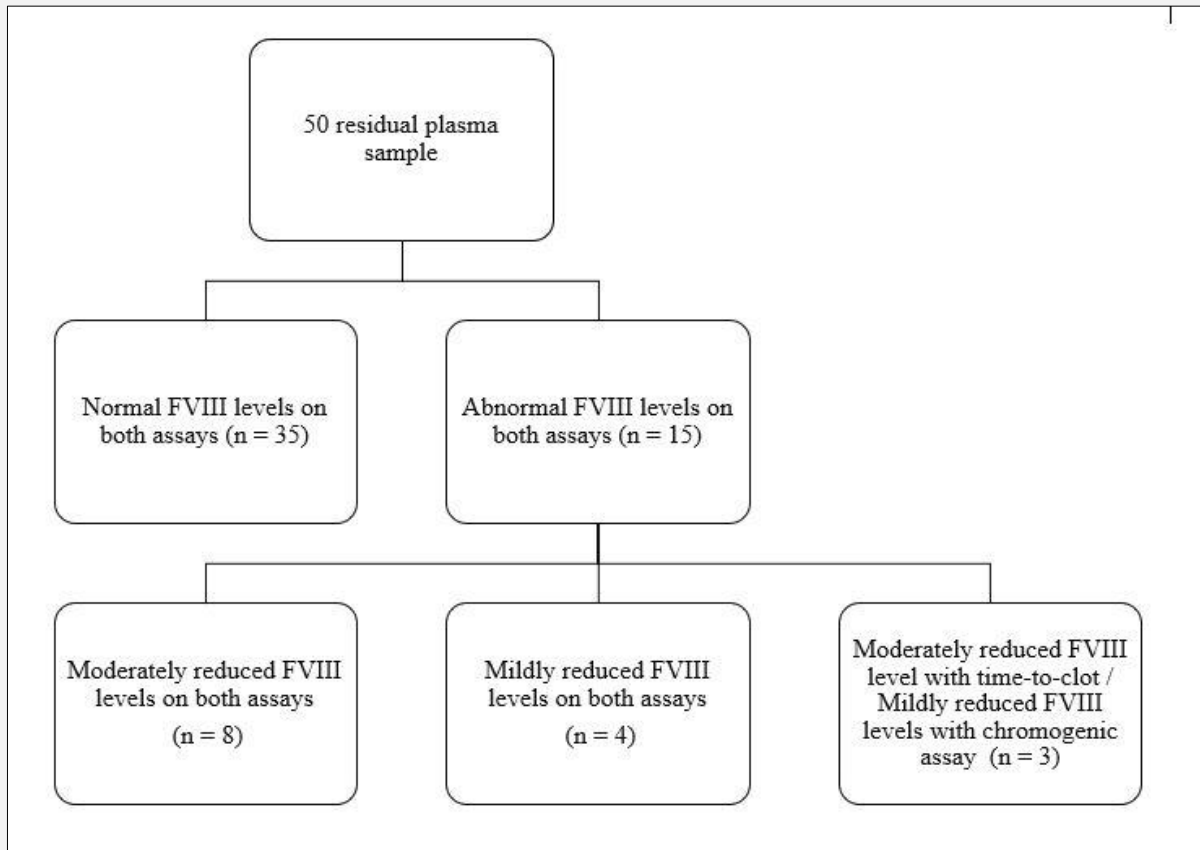 50 residual plasma
sample
Normal FVIII levels on
both assays (n = 35)
Abnormal FVIII levels on
both assays (n = 15)
Moderately reduced FVIII
levels on both assays
(n = 8)
Mildly reduced FVIII
levels on both assays
(n = 4)
Moderately reduced FVIII
level with time-to-clot /
Mildly reduced FVIII
levels with chromogenic
assay  (n = 3)